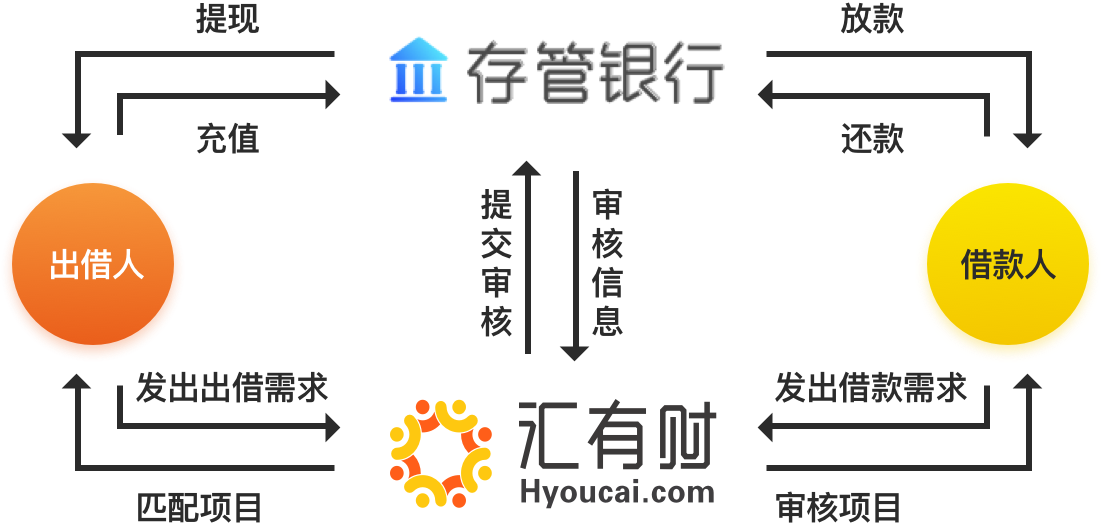 提现
放款
存管银行
充值
还款
提交审核
审核信息
出借人
借款人
发出出借需求
发出借款需求
汇有财
Hyoucai.com
匹配项目
审核项目